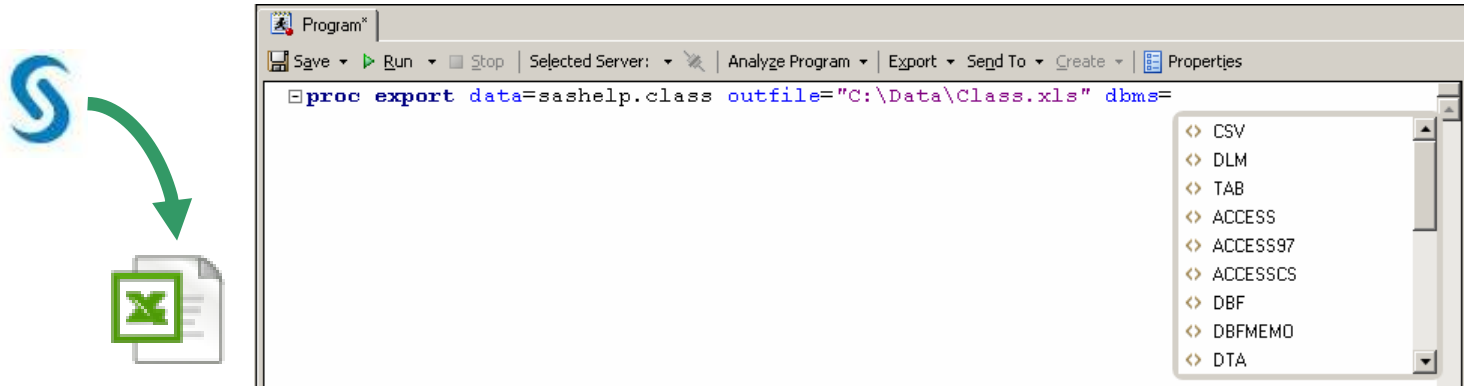 Program*
Save Run Stop Selected Server: Analyze Program Export Send To Create Properties
proc export data=sashelp.class outfile="C:\Data\Class.xls" dbms=
CSV
DLM
TAB
ACCESS
ACCESS97
ACCESSCS
DBF
DBFMEMO
DTA